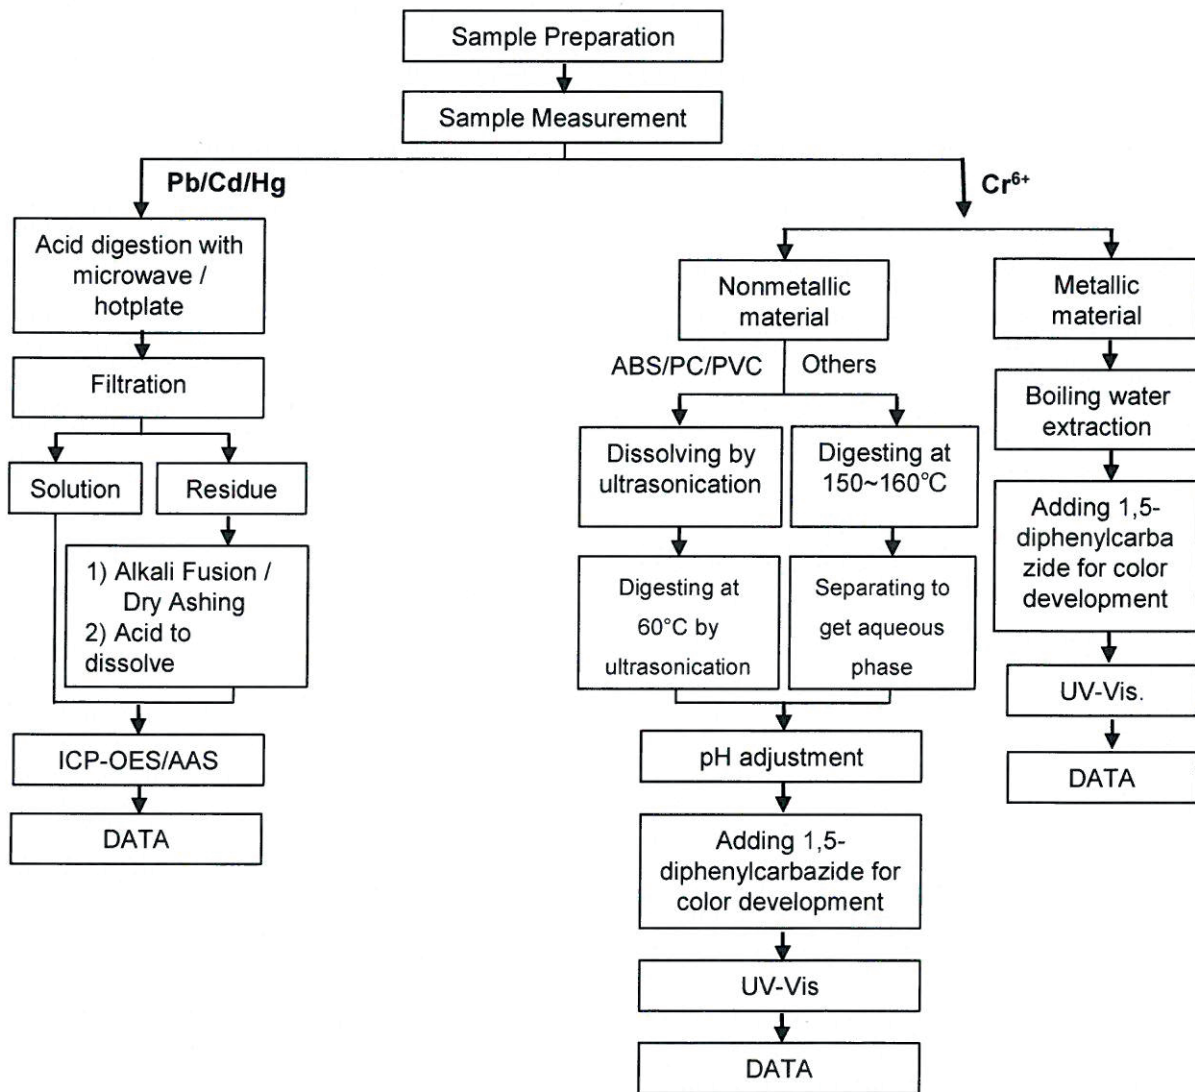 Sample Preparation
Sample Measurement
Pb/Cd/Hg
Acid digestion with
microwave /
hotplate
Filtration
Solution
Residue
1) Alkali Fusion /
Dry Ashing
2) Acid to
dissolve
ICP-OES/AAS
DATA
Cr⁶⁺
Nonmetallic
material
ABS/PC/PVC
Others
Dissolving by
ultrasonication
Digesting at
150~160°C
Digesting at
60°C by
ultrasonication
Separating to
get aqueous
phase
pH adjustment
Adding 1,5-
diphenylcarbazide for
color development
UV-Vis
DATA
Metallic
material
Boiling water
extraction
Adding 1,5-
diphenylcarba
zide for color
development
UV-Vis.
DATA